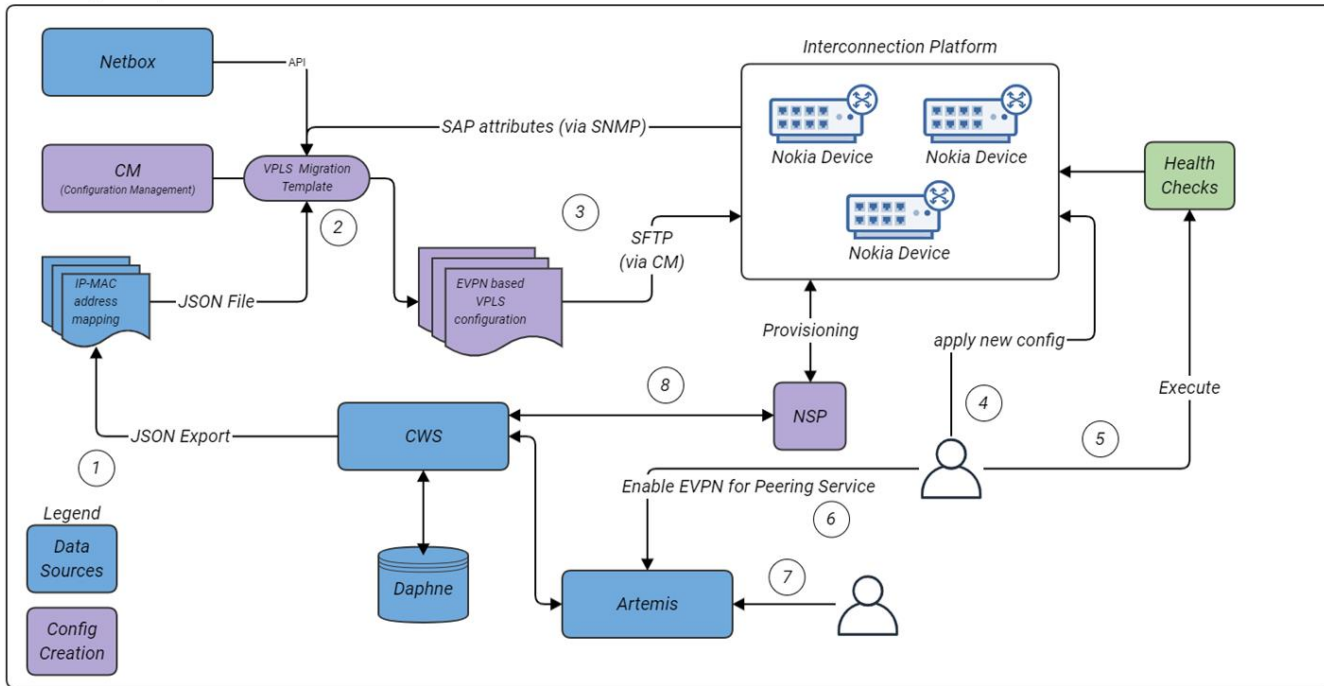 Netbox
API
Interconnection Platform
SAP attributes (via SNMP)
Nokia Device
Nokia Device
Nokia Device
CM
(Configuration Management)
VPLS Migration
Template
Health
Checks
2
3
SFTP
(via CM)
IP-MAC
address
mapping
JSON File
EVPN based
VPLS
configuration
Provisioning
apply new config
8
4
Execute
NSP
CWS
JSON Export
1
5
Enable EVPN for Peering Service
6
Legend
Data
Sources
Daphne
Artemis
7
Config
Creation